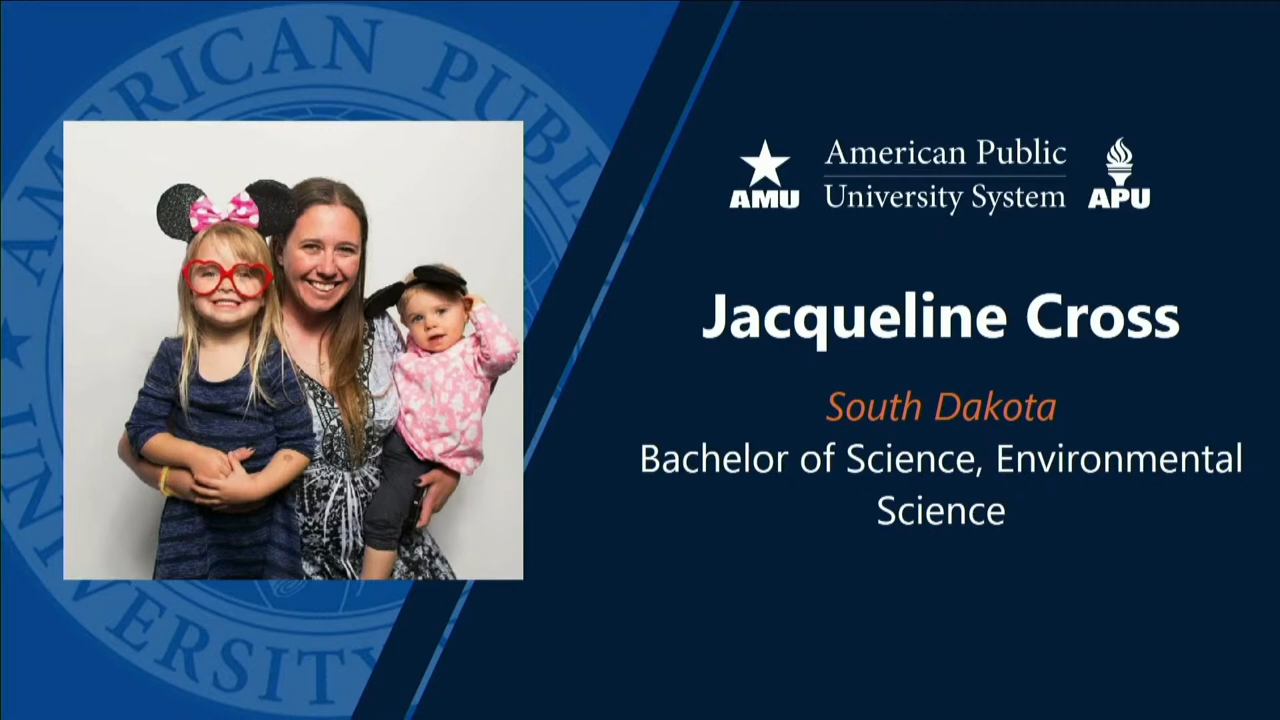 AMERICAN PUBLIC
UNIVERSITY
American Public
University System
AMU
APU
Jacqueline Cross
South Dakota
Bachelor of Science, Environmental
Science